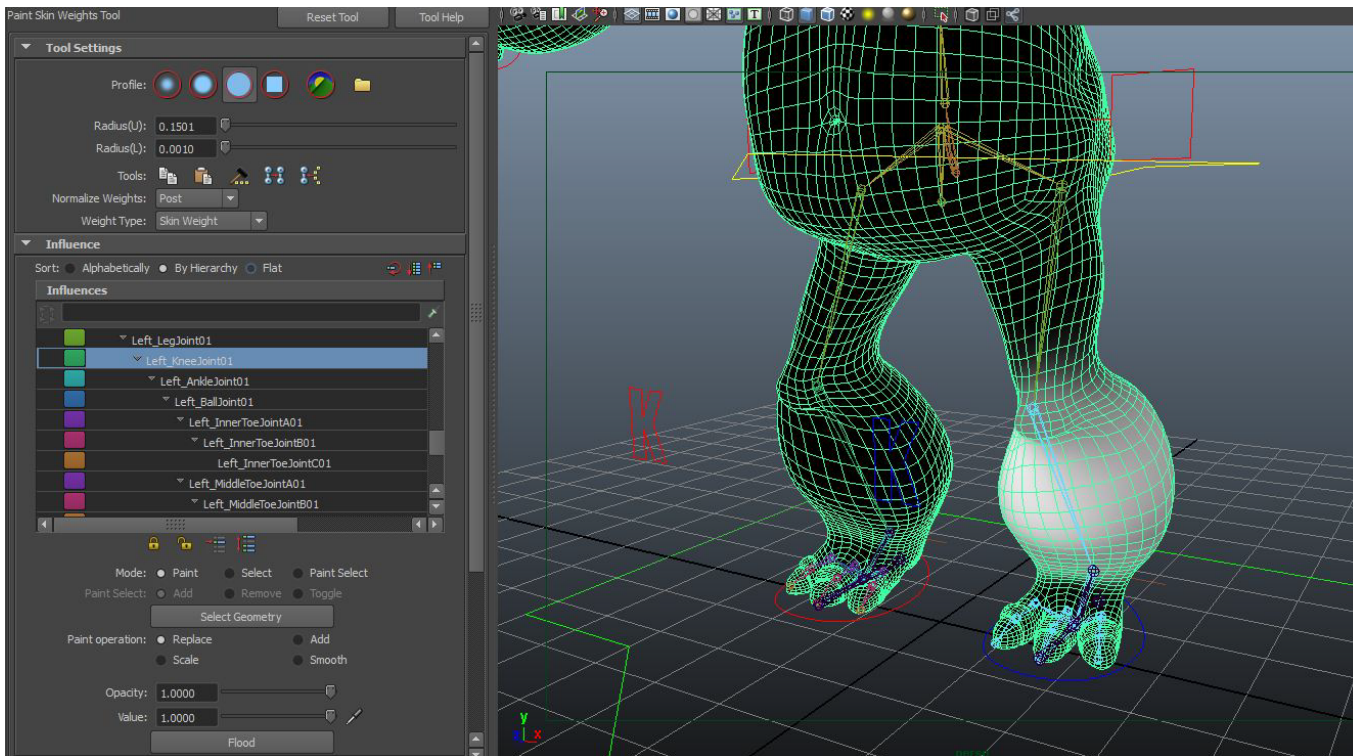 Paint Skin Weights Tool Reset Tool Tool Help
Tool Settings
Profile:
Radius(U): 0.1501
Radius(L): 0.0010
Tools:
Normalize Weights: Post
Weight Type: Skin Weight
Influence
Sort: Alphabetically By Hierarchy Flat
Influences
Left_LegJoint01
Left_KneeJoint01
Left_AnkleJoint01
Left_BallJoint01
Left_InnerToeJointA01
Left_InnerToeJointB01
Left_InnerToeJointC01
Left_MiddleToeJointA01
Left_MiddleToeJointB01
Mode: Paint Select Paint Select
Paint Select: Add Remove Toggle
Select Geometry
Paint operation: Replace Add
Scale Smooth
Opacity: 1.0000
Value: 1.0000
Flood
T
K
K
y
x
persp